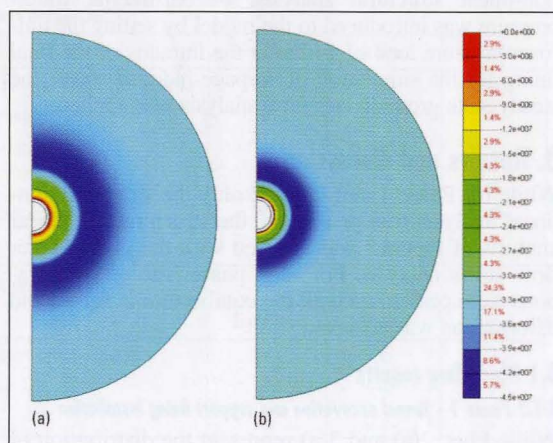 +0.0e+000
2.9%
-3.0e+006
1.4%
-6.0e+006
2.9%
-9.0e+006
1.4%
-1.2e+007
2.9%
-1.5e+007
4.3%
-1.8e+007
4.3%
-2.1e+007
4.3%
-2.4e+007
4.3%
-2.7e+007
4.3%
-3.0e+007
24.3%
-3.3e+007
17.1%
-3.6e+007
11.4%
-3.9e+007
8.6%
-4.2e+007
5.7%
-4.5e+007
(a)
(b)